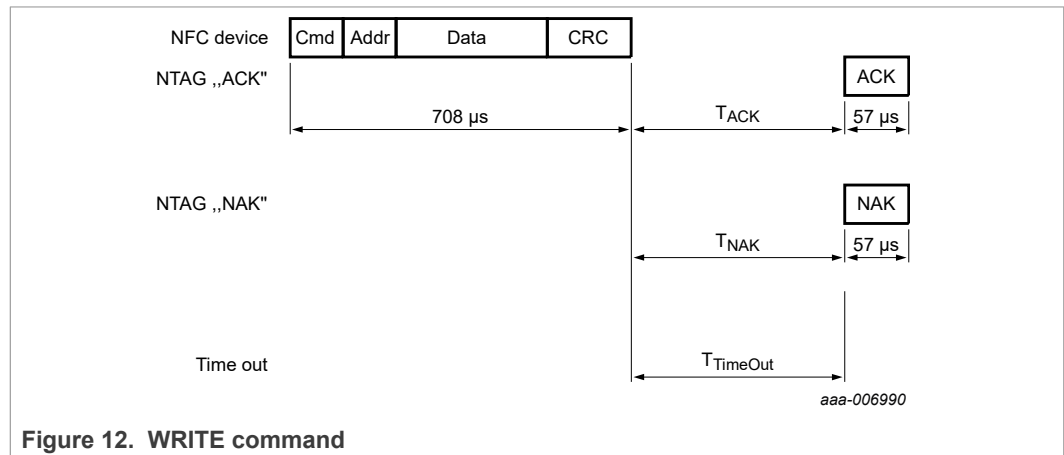 NFC device Cmd Addr Data CRC
NTAG ,,ACK" ACK
708 µs TACK 57 µs
NTAG ,,NAK" NAK
TNAK 57 µs
Time out TTimeOut
aaa-006990
Figure 12. WRITE command